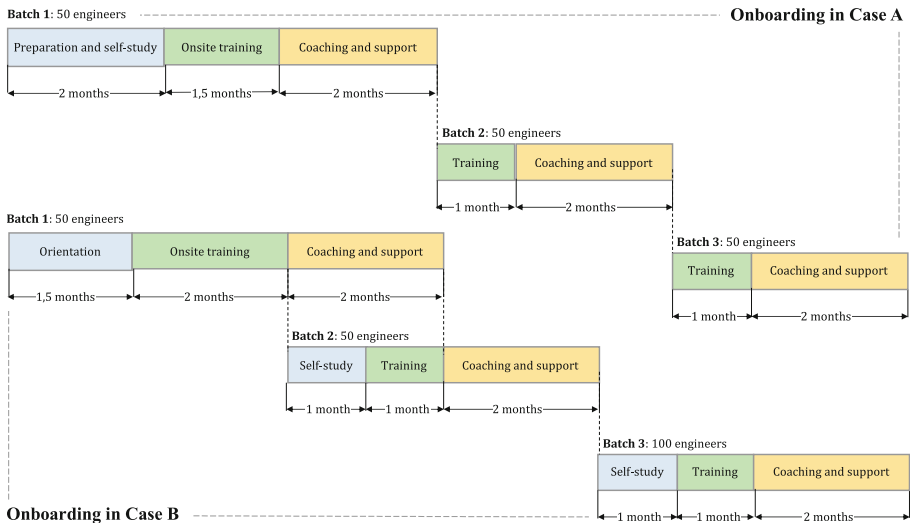 Batch 1: 50 engineers
Onboarding in Case A
Preparation and self-study Onsite training Coaching and support
2 months 1,5 months 2 months
Batch 2: 50 engineers
Training Coaching and support
1 month 2 months
Batch 3: 50 engineers
Training Coaching and support
1 month 2 months
Batch 1: 50 engineers
Orientation Onsite training Coaching and support
1,5 months 2 months 2 months
Batch 2: 50 engineers
Self-study Training Coaching and support
1 month 1 month 2 months
Batch 3: 100 engineers
Self-study Training Coaching and support
1 month 1 month 2 months
Onboarding in Case B